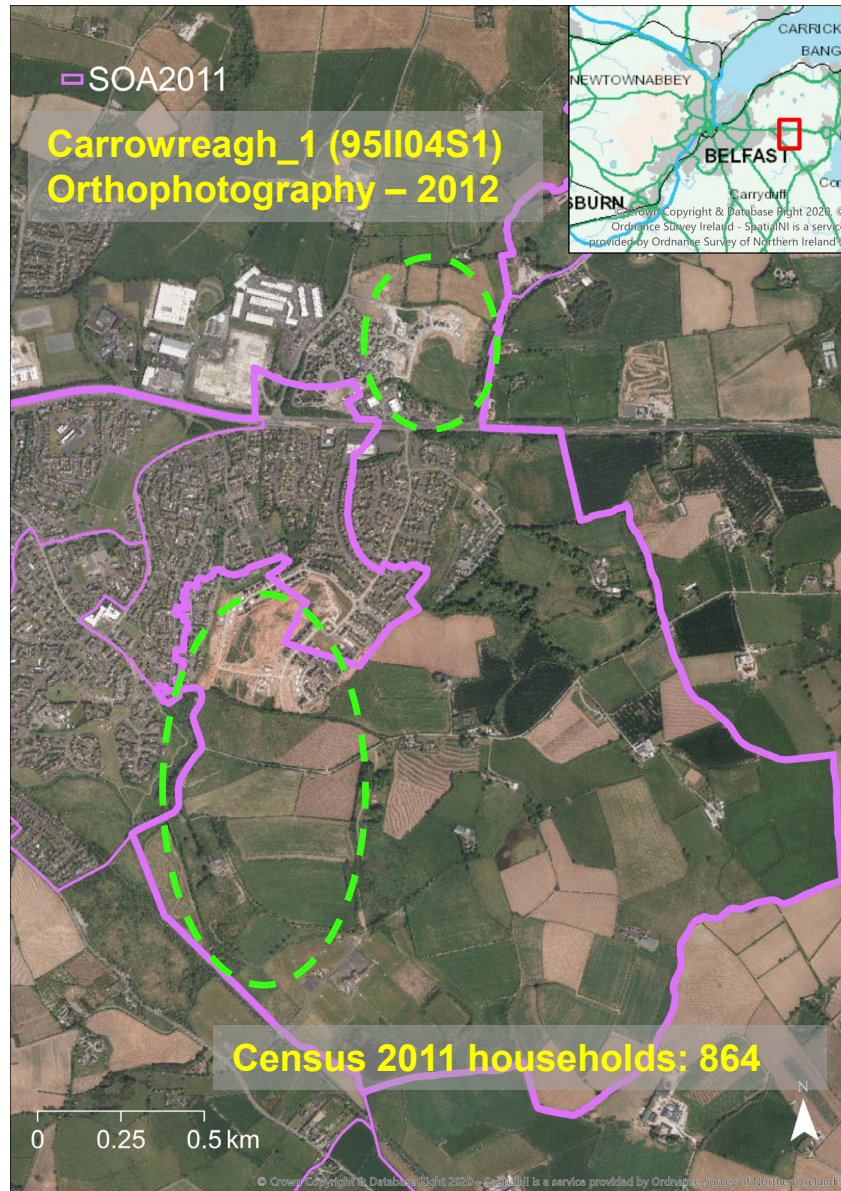 SOA2011
Carrowreagh_1 (95II04S1)
Orthophotography – 2012
CARRICK
BANG
NEWTOWNABBEY
BELFAST
SBURN
Carryduff
Con
© Crown Copyright & Database Right 2020, ©
Ordnance Survey Ireland - SpatialNI is a service
provided by Ordnance Survey of Northern Ireland
Census 2011 households: 864
N
0 0.25 0.5 km
© Crown Copyright & Database Right 2020 - SpatialNI is a service provided by Ordnance Survey of Northern Ireland